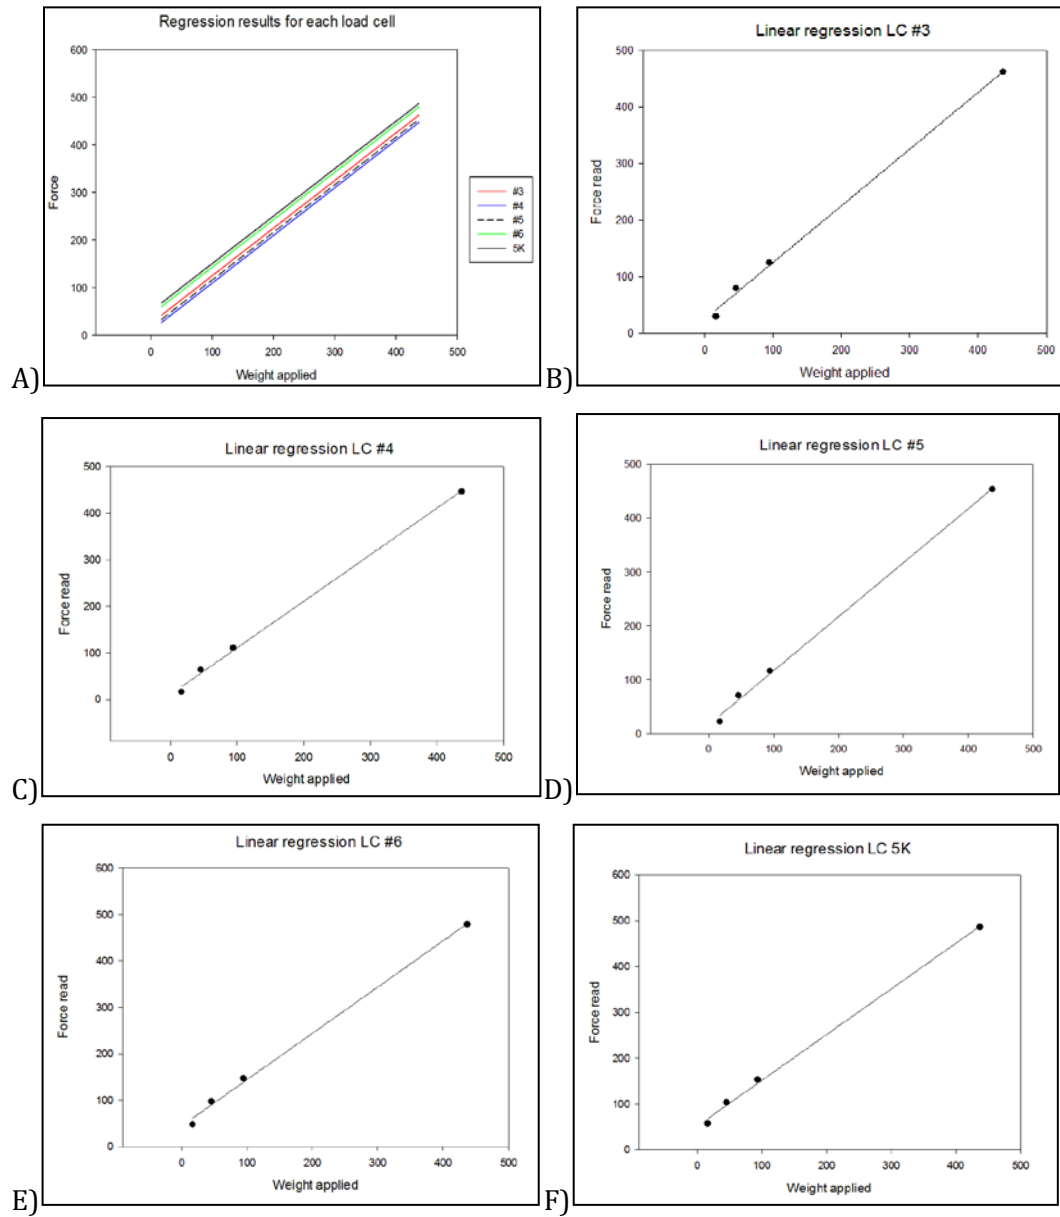 Regression results for each load cell
600
500
400
300
200
100
0
Force
0 100 200 300 400 500
Weight applied
#3
#4
#5
#6
5K
A)
Linear regression LC #3
500
400
300
200
100
0
Force read
0 100 200 300 400 500
Weight applied
B)
Linear regression LC #4
500
400
300
200
100
0
Force read
0 100 200 300 400 500
Weight applied
C)
Linear regression LC #5
500
400
300
200
100
0
Force read
0 100 200 300 400 500
Weight applied
D)
Linear regression LC #6
600
500
400
300
200
100
0
Force read
0 100 200 300 400 500
Weight applied
E)
Linear regression LC 5K
600
500
400
300
200
100
0
Force read
0 100 200 300 400 500
Weight applied
F)